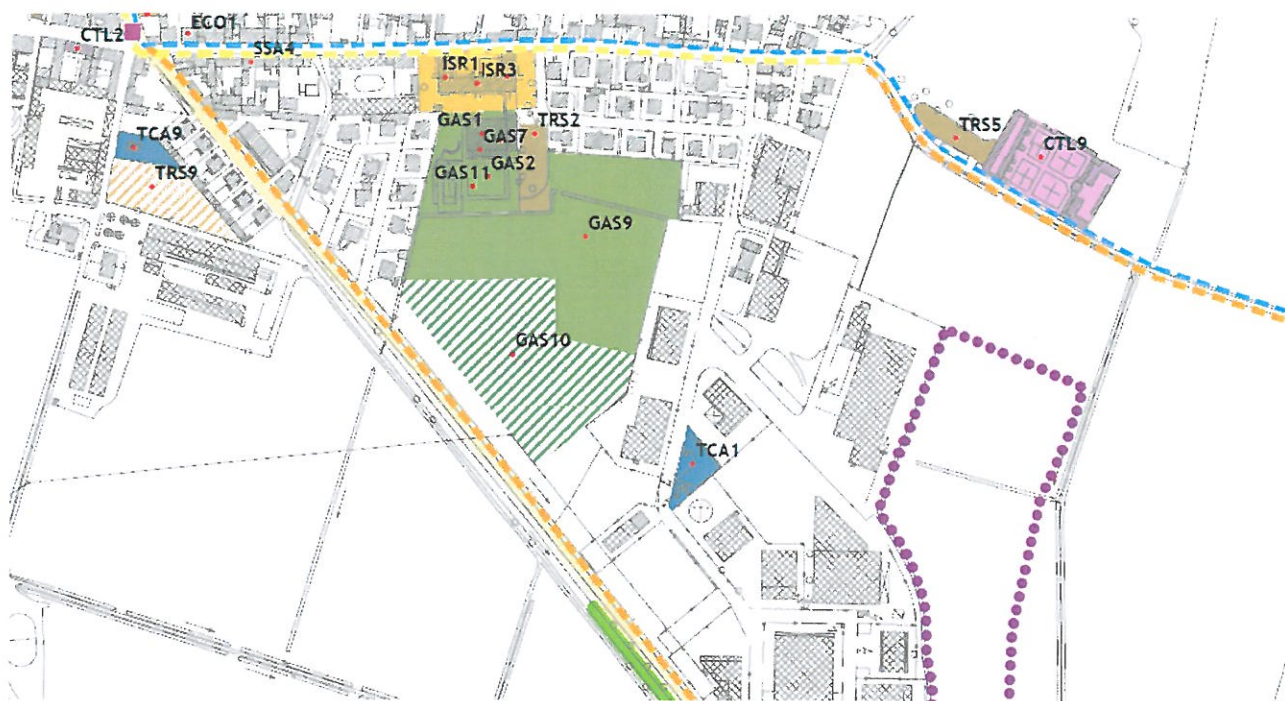 ECO1
CTL2
SSA4
ISR1
ISR3
GAS1
TRS2
GAS7
TCA9
TRS5
CTL9
GAS2
GAS11
TRS9
GAS9
GAS10
TCA1